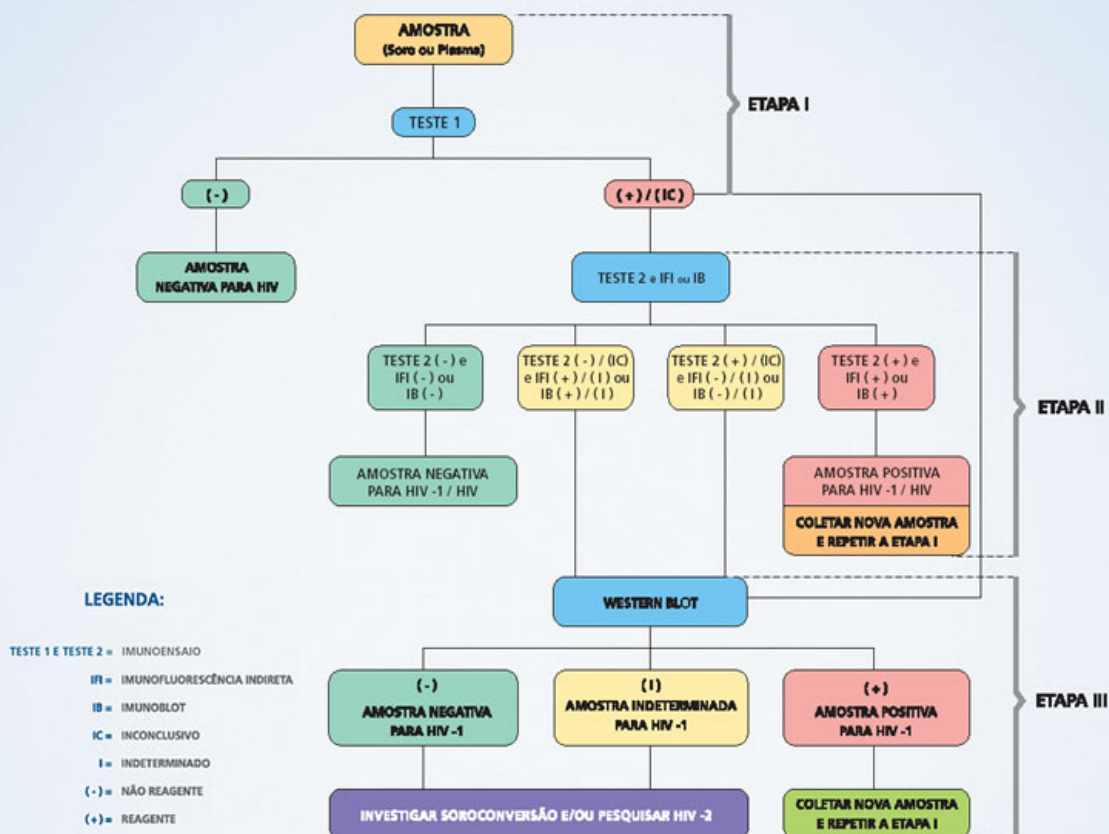 AMOSTRA
(Soro ou Plasma)
ETAPA I
TESTE 1
(-)
(+)/(IC)
AMOSTRA
NEGATIVA PARA HIV
TESTE 2 e IFI ou IB
TESTE 2 (-) e
IFI (-) ou
IB (-)
TESTE 2 (-) / (IC)
e IFI (+) / (I) ou
IB (+) / (I)
TESTE 2 (+) / (IC)
e IFI (-) / (I) ou
IB (-) / (I)
TESTE 2 (+) e
IFI (+) ou
IB (+)
ETAPA II
AMOSTRA NEGATIVA
PARA HIV -1 / HIV
AMOSTRA POSITIVA
PARA HIV -1 / HIV
COLETAR NOVA AMOSTRA
E REPETIR A ETAPA I
WESTERN BLOT
(-)
AMOSTRA NEGATIVA
PARA HIV -1
(I)
AMOSTRA INDETERMINADA
PARA HIV -1
(+)
AMOSTRA POSITIVA
PARA HIV -1
ETAPA III
INVESTIGAR SOROCONVERSÃO E/OU PESQUISAR HIV -2
COLETAR NOVA AMOSTRA
E REPETIR A ETAPA I
LEGENDA:
TESTE 1 E TESTE 2 = IMUNOENSAIO
IFI = IMUNOFLUORESCÊNCIA INDIRETA
IB = IMUNOBLOT
IC = INCONCLUSIVO
I = INDETERMINADO
(-) = NÃO REAGENTE
(+) = REAGENTE